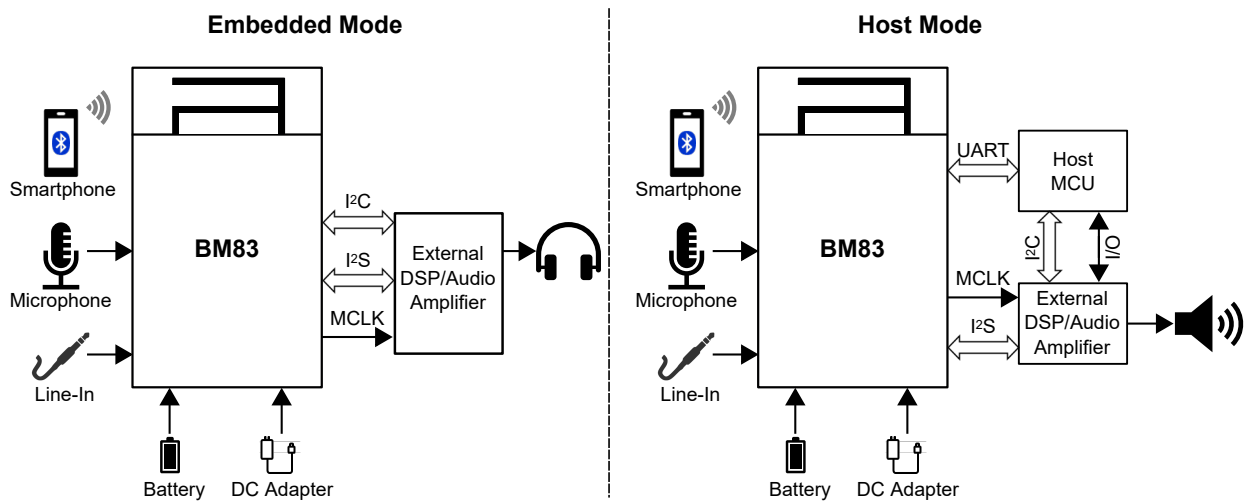 Embedded Mode
Smartphone
Microphone
Line-In
BM83
I²C
I²S
MCLK
External
DSP/Audio
Amplifier
Battery
DC Adapter
Host Mode
Smartphone
Microphone
Line-In
BM83
UART
Host
MCU
I²C
I/O
MCLK
I²S
External
DSP/Audio
Amplifier
Battery
DC Adapter